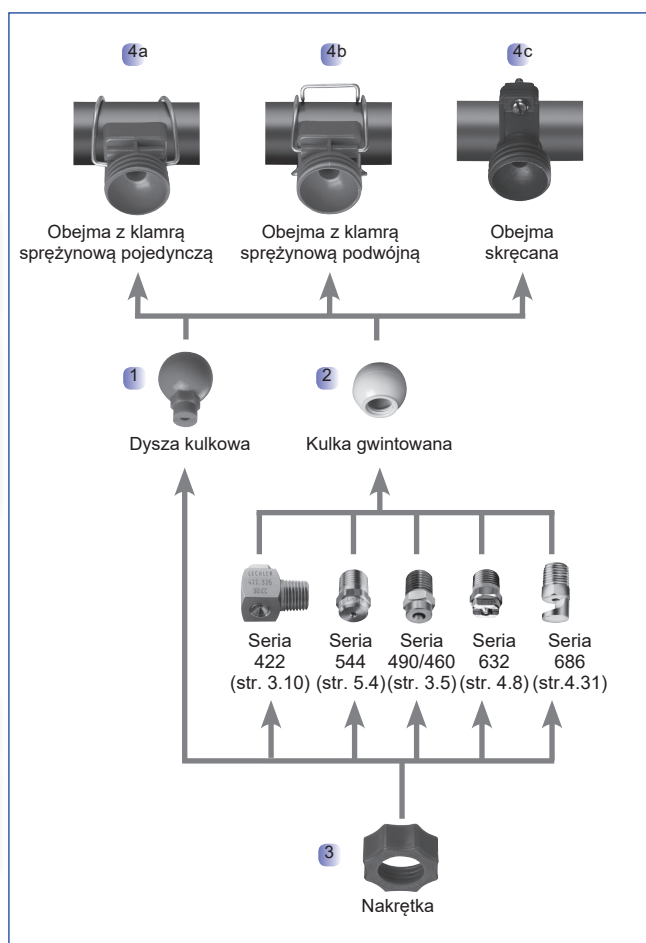 4a
4b
4c
Obejma z klamrą
sprężynową pojedynczą
Obejma z klamrą
sprężynową podwójną
Obejma
skręcana
1
2
Dysza kulkowa
Kulka gwintowana
LECHLER
Seria
422
(str. 3.10)
Seria
544
(str. 5.4)
Seria
490/460
(str. 3.5)
Seria
632
(str. 4.8)
Seria
686
(str.4.31)
3
Nakrętka